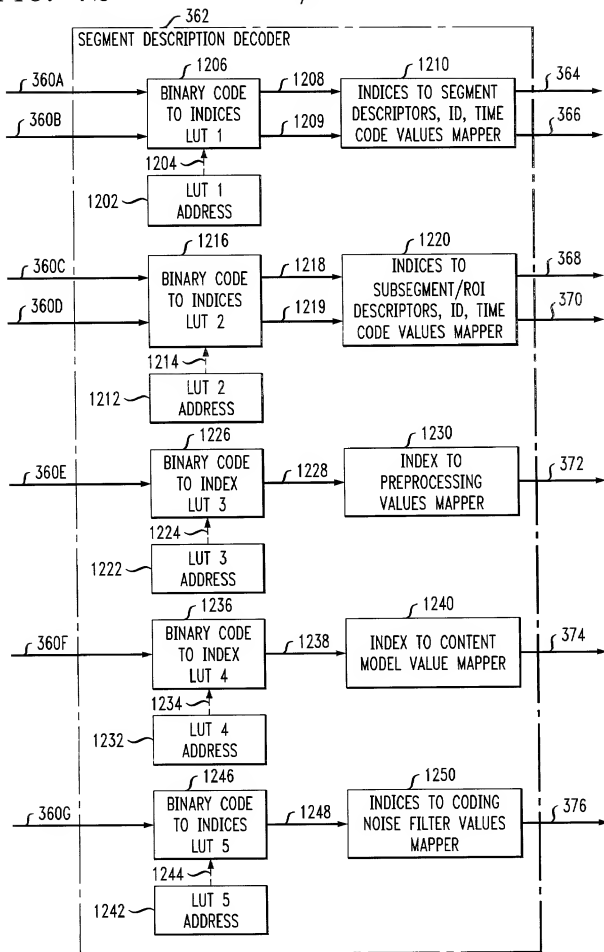 362
SEGMENT DESCRIPTION DECODER
360A
360B
1206
BINARY CODE
TO INDICES
LUT 1
1208
1209
1210
INDICES TO SEGMENT
DESCRIPTORS, ID, TIME
CODE VALUES MAPPER
364
366
1204
1202
LUT 1
ADDRESS
360C
360D
1216
BINARY CODE
TO INDICES
LUT 2
1218
1219
1220
INDICES TO
SUBSEGMENT/ROI
DESCRIPTORS, ID, TIME
CODE VALUES MAPPER
368
370
1214
1212
LUT 2
ADDRESS
360E
1226
BINARY CODE
TO INDEX
LUT 3
1228
1230
INDEX TO
PREPROCESSING
VALUES MAPPER
372
1224
1222
LUT 3
ADDRESS
360F
1236
BINARY CODE
TO INDEX
LUT 4
1238
1240
INDEX TO CONTENT
MODEL VALUE MAPPER
374
1234
1232
LUT 4
ADDRESS
360G
1246
BINARY CODE
TO INDICES
LUT 5
1248
1250
INDICES TO CODING
NOISE FILTER VALUES
MAPPER
376
1244
1242
LUT 5
ADDRESS